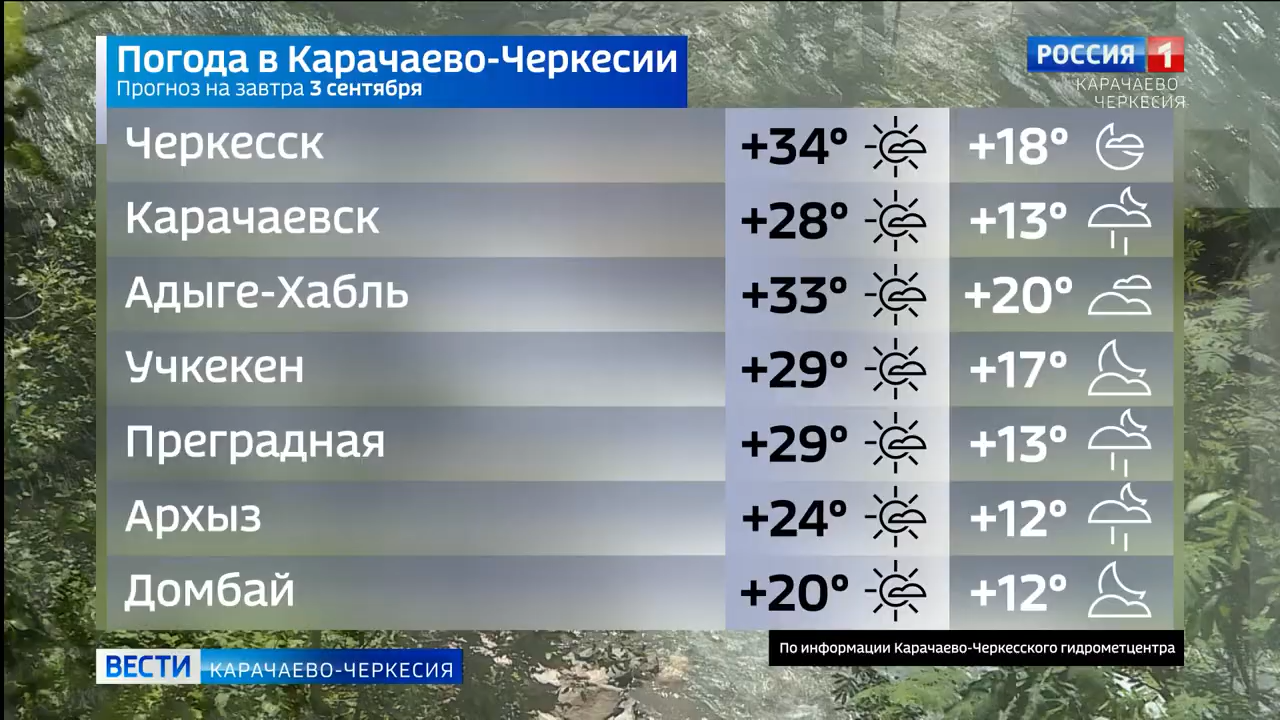 Погода в Карачаево-Черкесии
Прогноз на завтра 3 сентября
РОССИЯ 1
КАРАЧАЕВО
ЧЕРКЕСИЯ
Черкесск +34° +18°
Карачаевск +28° +13°
Адыге-Хабль +33° +20°
Учкекен +29° +17°
Преградная +29° +13°
Архыз +24° +12°
Домбай +20° +12°
По информации Карачаево-Черкесского гидрометцентра
ВЕСТИ КАРАЧАЕВО-ЧЕРКЕСИЯ